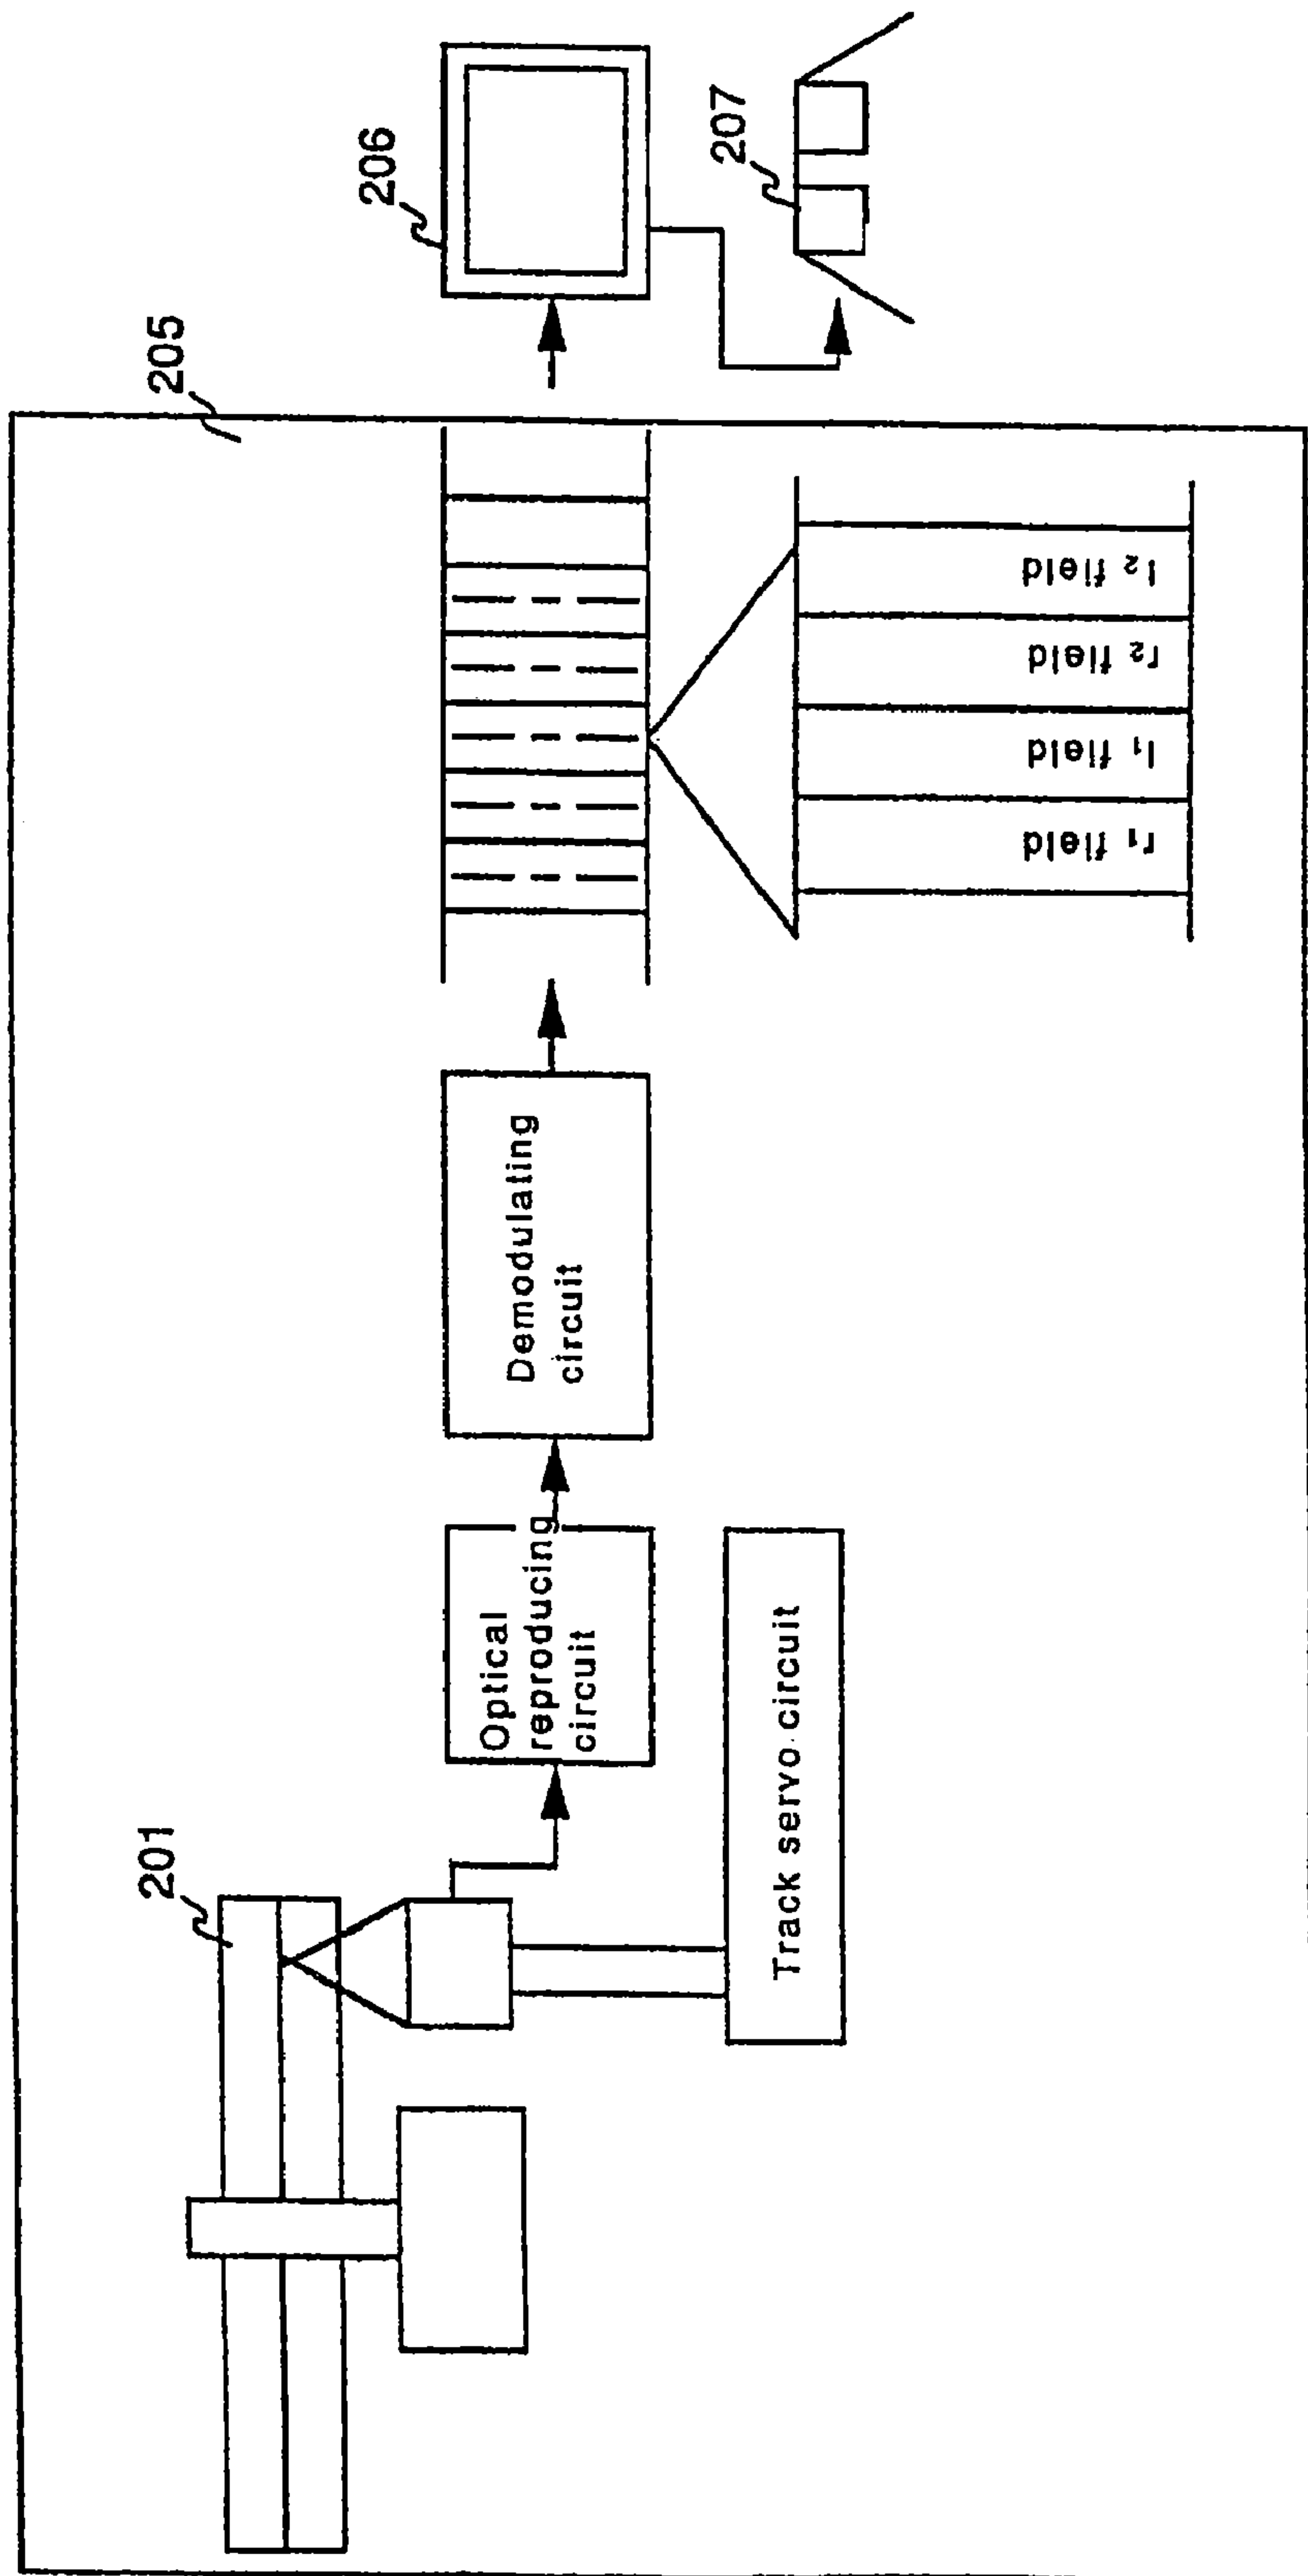 201
205
206
207
Optical
reproducing
circuit
Demodulating
circuit
Track servo circuit
r₁ field
l₁ field
r₂ field
l₂ field